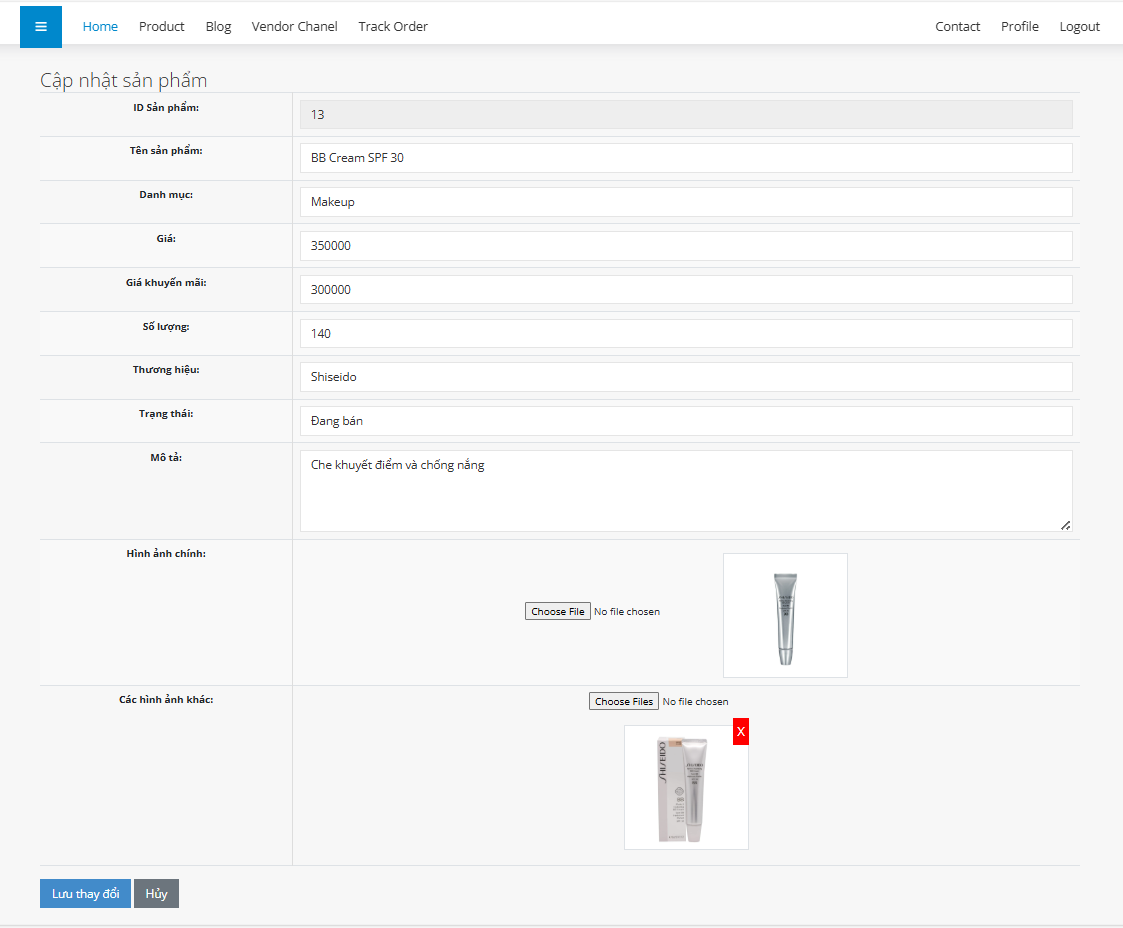 Home Product Blog Vendor Chanel Track Order Contact Profile Logout
Cập nhật sản phẩm
ID Sản phẩm: 13
Tên sản phẩm: BB Cream SPF 30
Danh mục: Makeup
Giá: 350000
Giá khuyến mãi: 300000
Số lượng: 140
Thương hiệu: Shiseido
Trạng thái: Đang bán
Mô tả: Che khuyết điểm và chống nắng
Hình ảnh chính:
Choose File No file chosen
Các hình ảnh khác:
Choose Files No file chosen
X
SHISEIDO
Lưu thay đổi Hủy